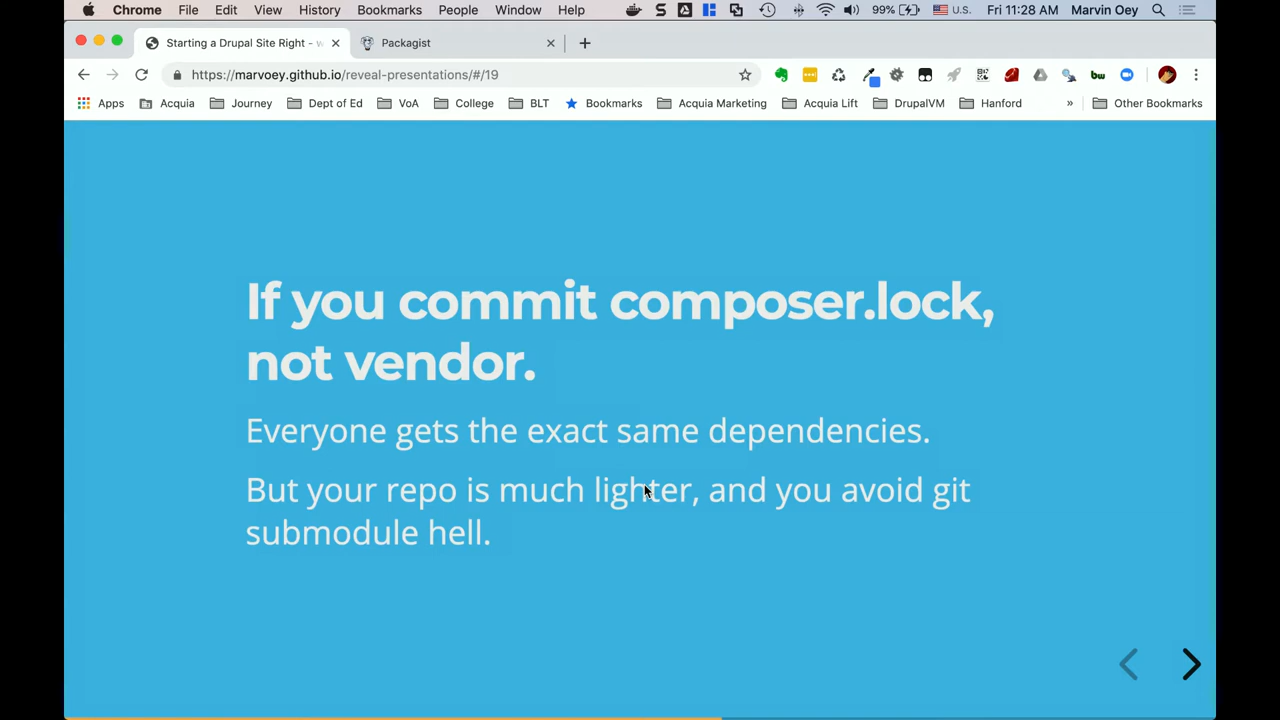 Chrome File Edit View History Bookmarks People Window Help 99% U.S. Fri 11:28 AM Marvin Oey
Starting a Drupal Site Right - w
Packagist
https://marvoey.github.io/reveal-presentations/#/19
Apps Acquia Journey Dept of Ed VoA College BLT Bookmarks Acquia Marketing Acquia Lift DrupalVM Hanford » Other Bookmarks
If you commit composer.lock,
not vendor.
Everyone gets the exact same dependencies.
But your repo is much lighter, and you avoid git
submodule hell.